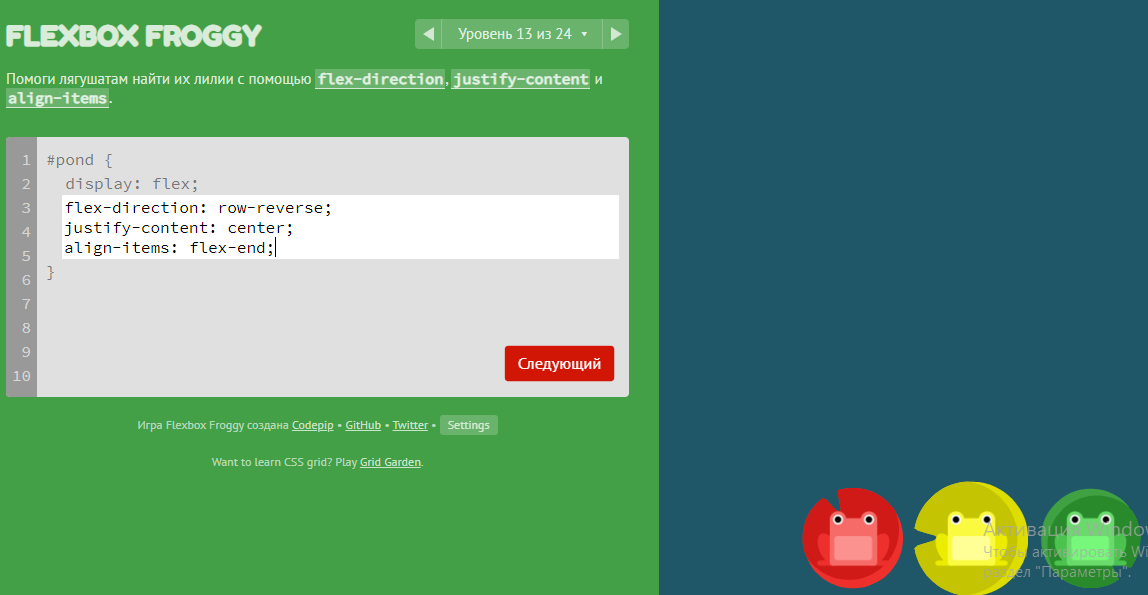 FLEXBOX FROGGY
Уровень 13 из 24
Помоги лягушатам найти их лилии с помощью flex-direction, justify-content и
align-items.
1 #pond {
2 display: flex;
3 flex-direction: row-reverse;
4 justify-content: center;
5 align-items: flex-end;
6 }
7
8
9
10
Следующий
Игра Flexbox Froggy создана Codepip • GitHub • Twitter • Settings
Want to learn CSS grid? Play Grid Garden.
Активация Windo
Чтобы активировать Wi
раздел "Параметры".